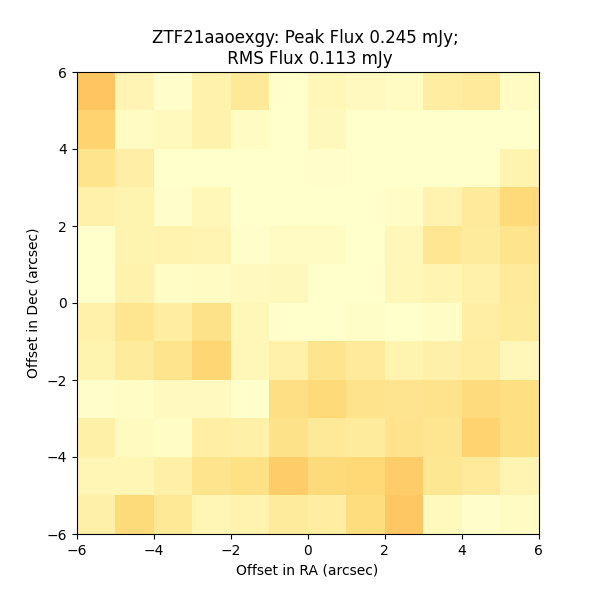 ZTF21aaoexgy: Peak Flux 0.245 mJy;
RMS Flux 0.113 mJy
6
4
2
0
−2
−4
−6
Offset in Dec (arcsec)
−6 −4 −2 0 2 4 6
Offset in RA (arcsec)